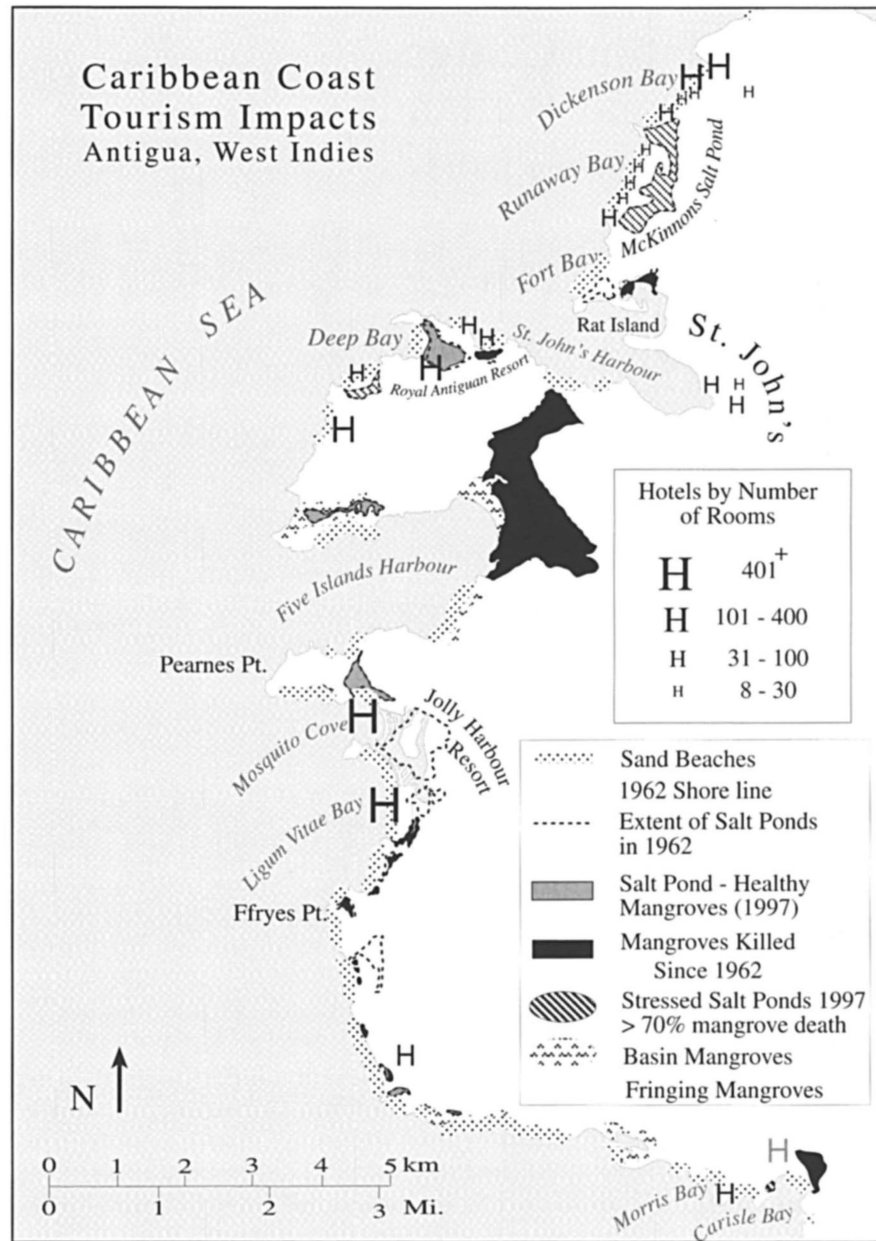 Caribbean Coast
Tourism Impacts
Antigua, West Indies
Dickenson Bay
H H
H H H
H
Runaway Bay
H
H
H
H
H
McKinnons Salt Pond
Fort Bay
Rat Island
CARIBBEAN SEA
Deep Bay
H
H
St. John's Harbour
St. John's
H
H
Royal Antiguan Resort
H
H H
H
Hotels by Number
of Rooms
H 401+
H 101 - 400
H 31 - 100
H 8 - 30
Five Islands Harbour
Pearnes Pt.
Jolly Harbour
Resort
H
Mosquito Cove
H
Ligum Vitae Bay
Ffryes Pt.
Sand Beaches
1962 Shore line
Extent of Salt Ponds
in 1962
Salt Pond - Healthy
Mangroves (1997)
Mangroves Killed
Since 1962
Stressed Salt Ponds 1997
> 70% mangrove death
Basin Mangroves
Fringing Mangroves
H
N
0 1 2 3 4 5 km
0 1 2 3 Mi.
H
Morris Bay
H
Carisle Bay